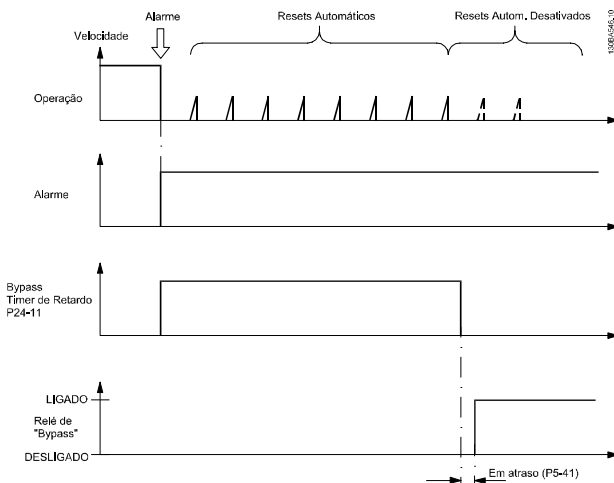 Alarme
Resets Automáticos
Resets Autom. Desativados
130BA546.10
Velocidade
Operação
Alarme
Bypass
Timer de Retardo
P24-11
LIGADO
Relé de
"Bypass"
DESLIGADO
Em atraso (P5-41)